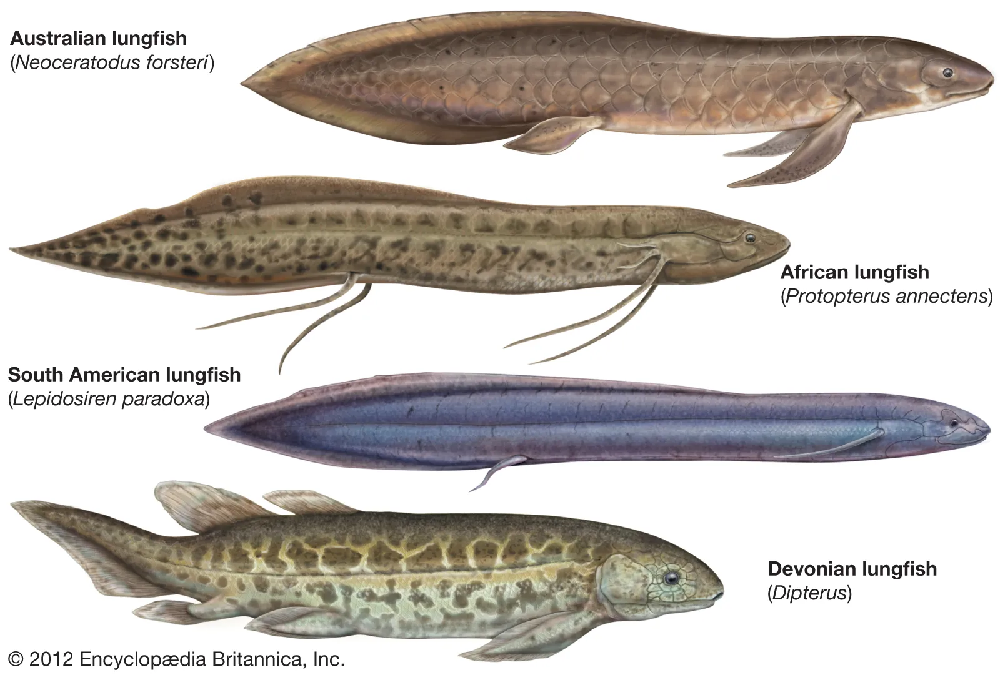 Australian lungfish
(Neoceratodus forsteri)
African lungfish
(Protopterus annectens)
South American lungfish
(Lepidosiren paradoxa)
Devonian lungfish
(Dipterus)
© 2012 Encyclopædia Britannica, Inc.